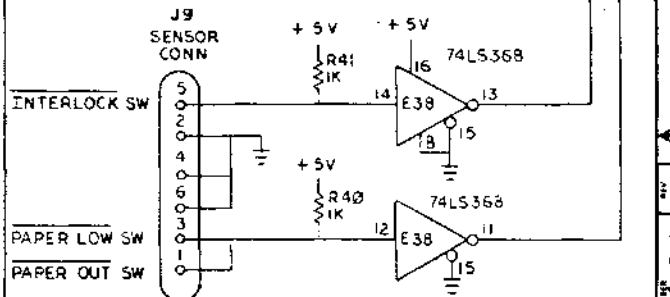 J9
SENSOR
CONN
+5V
+5V
R41
1K
74LS368
16
5
INTERLOCK SW
14
E38
13
2
8
15
4
+5V
6
R40
1K
74LS368
3
PAPER LOW SW
12
E38
11
1
PAPER OUT SW
15
REV